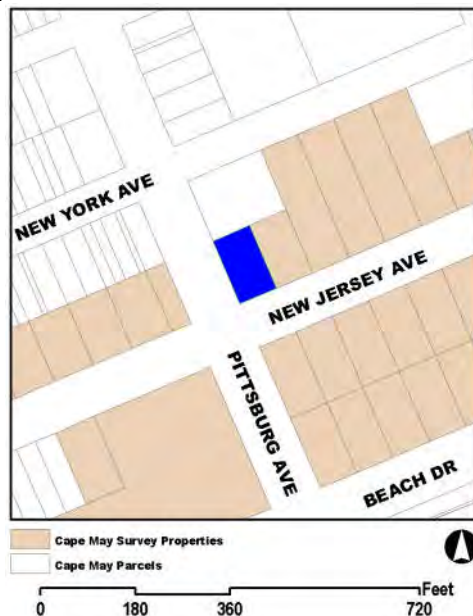 NEW YORK AVE
NEW JERSEY AVE
PITTSBURG AVE
BEACH DR
Cape May Survey Properties
Cape May Parcels
Feet
0 180 360 720